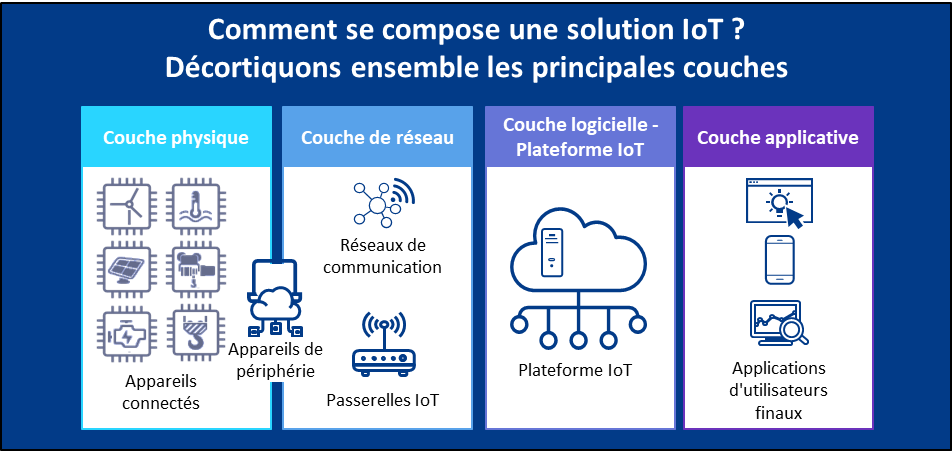 Comment se compose une solution IoT ?
Décortiquons ensemble les principales couches
Couche physique
Appareils
connectés
Appareils de
périphérie
Couche de réseau
Réseaux de
communication
Passerelles IoT
Couche logicielle -
Plateforme IoT
Plateforme IoT
Couche applicative
Applications
d'utilisateurs
finaux